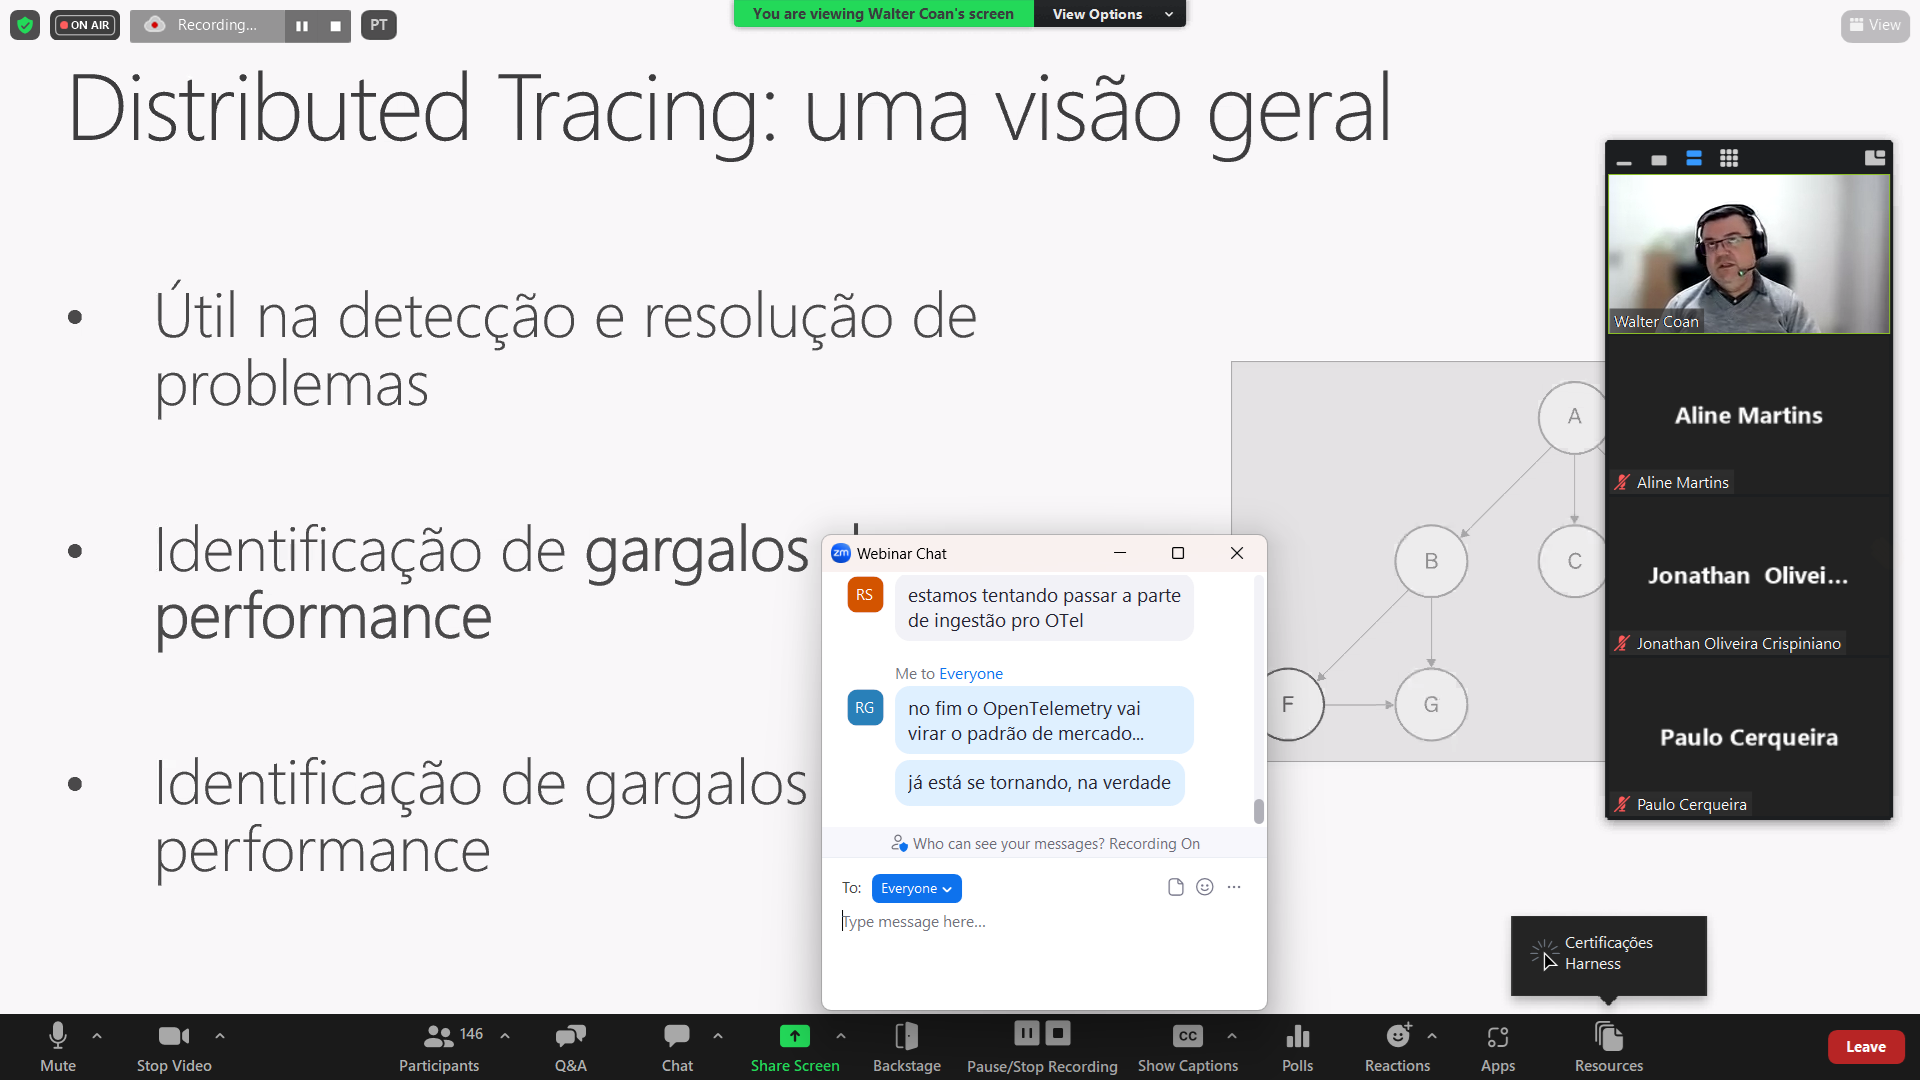 ON AIR
Recording...
PT
You are viewing Walter Coan's screen
View Options
View
Distributed Tracing: uma visão geral
• Útil na detecção e resolução de
problemas
• Identificação de gargalos
performance
• Identificação de gargalos
performance
A
B
C
F
G
zm Webinar Chat
RS
estamos tentando passar a parte
de ingestão pro OTel
Me to Everyone
RG
no fim o OpenTelemetry vai
virar o padrão de mercado...
já está se tornando, na verdade
Who can see your messages? Recording On
To: Everyone
Type message here...
Walter Coan
Aline Martins
Aline Martins
Jonathan Olivei...
Jonathan Oliveira Crispiniano
Paulo Cerqueira
Paulo Cerqueira
Certificações
Harness
Mute
Stop Video
146
Participants
Q&A
Chat
Share Screen
Backstage
Pause/Stop Recording
CC
Show Captions
Polls
Reactions
Apps
Resources
Leave